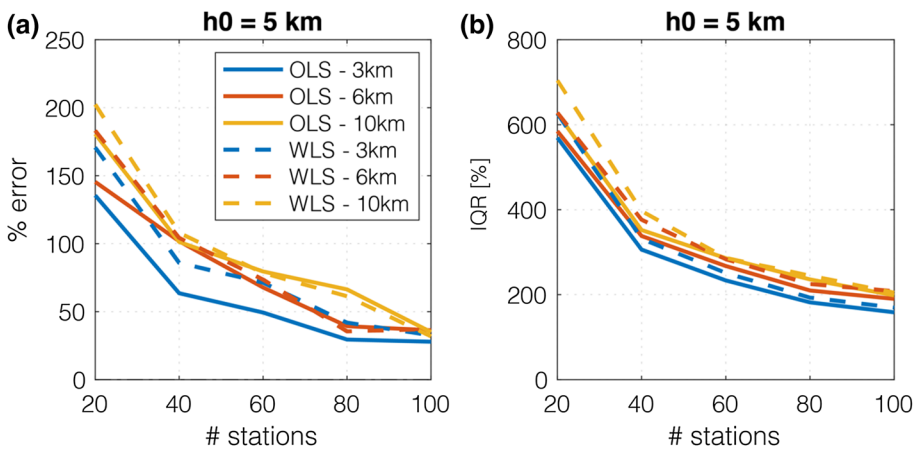 (a)
h0 = 5 km
250
200
150
100
50
0
% error
20 40 60 80 100
# stations
OLS - 3km
OLS - 6km
OLS - 10km
WLS - 3km
WLS - 6km
WLS - 10km
(b)
h0 = 5 km
800
600
400
200
0
IQR [%]
20 40 60 80 100
# stations